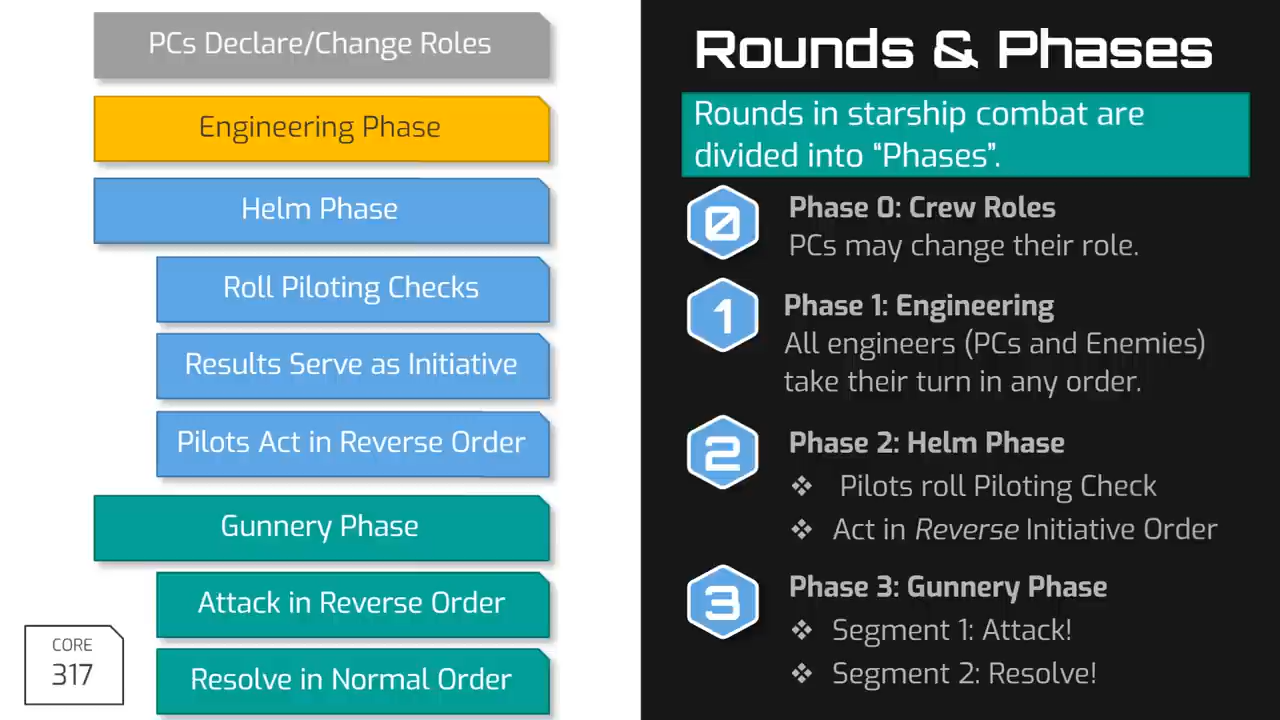 PCs Declare/Change Roles
Engineering Phase
Helm Phase
Roll Piloting Checks
Results Serve as Initiative
Pilots Act in Reverse Order
Gunnery Phase
Attack in Reverse Order
Resolve in Normal Order
CORE
317
Rounds & Phases
Rounds in starship combat are
divided into “Phases”.
0
Phase 0: Crew Roles
PCs may change their role.
1
Phase 1: Engineering
All engineers (PCs and Enemies)
take their turn in any order.
2
Phase 2: Helm Phase
❖ Pilots roll Piloting Check
❖ Act in Reverse Initiative Order
3
Phase 3: Gunnery Phase
❖ Segment 1: Attack!
❖ Segment 2: Resolve!